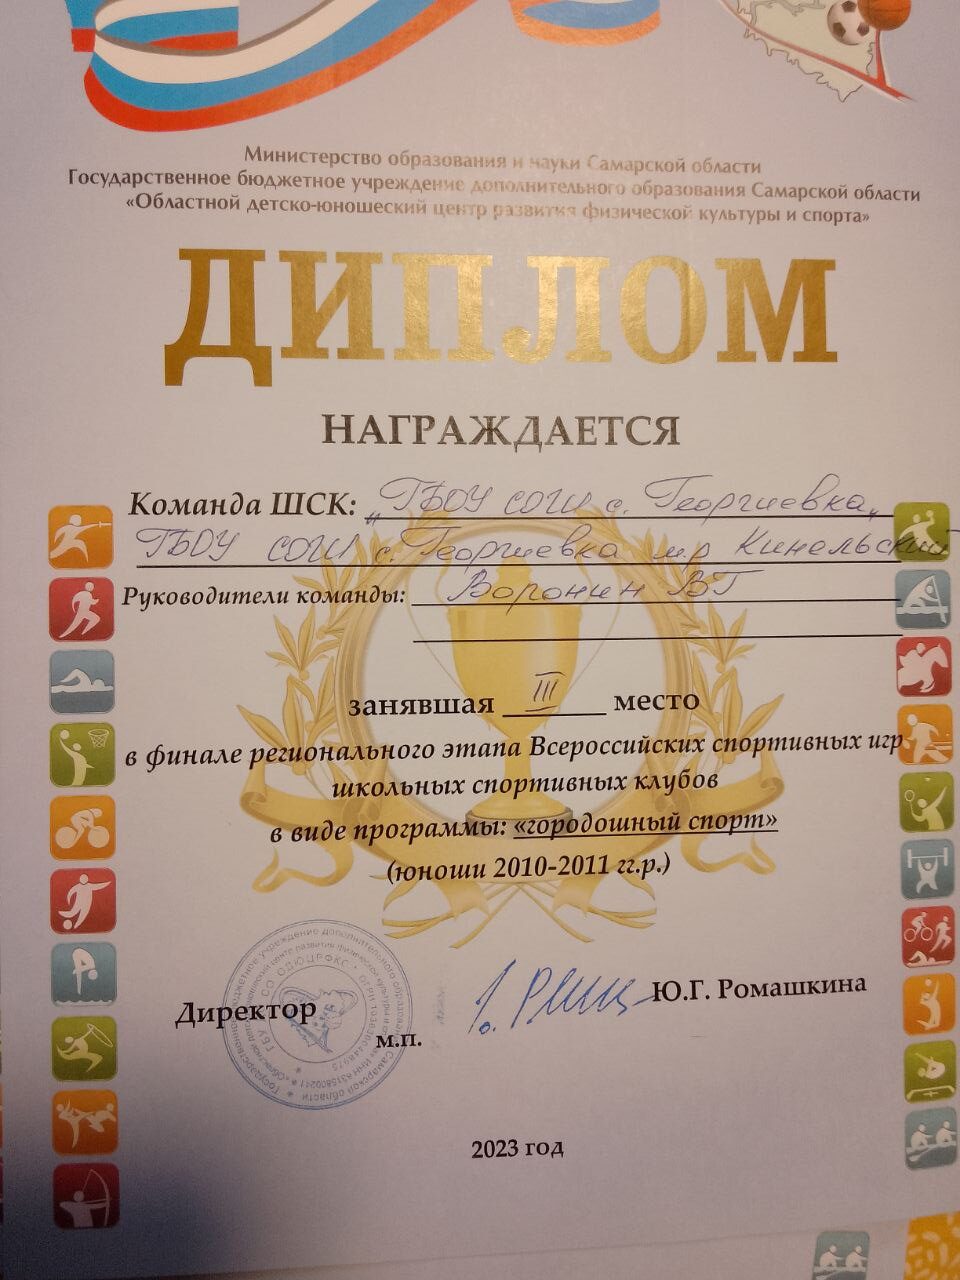 Министерство образования и науки Самарской области
Государственное бюджетное учреждение дополнительного образования Самарской области
«Областной детско-юношеский центр развития физической культуры и спорта»
ДИПЛОМ
НАГРАЖДАЕТСЯ
Команда ШСК: „ГБОУ СОШ с. Георгиевка„
ГБОУ СОШ с. Георгиевка м.р Кинельский
Руководители команды: Воронин ВГ
занявшая III место
в финале регионального этапа Всероссийских спортивных игр
школьных спортивных клубов
в виде программы: «городошный спорт»
(юноши 2010-2011 гг.р.)
Директор
м.п.
Ю.Г. Ромашкина
2023 год